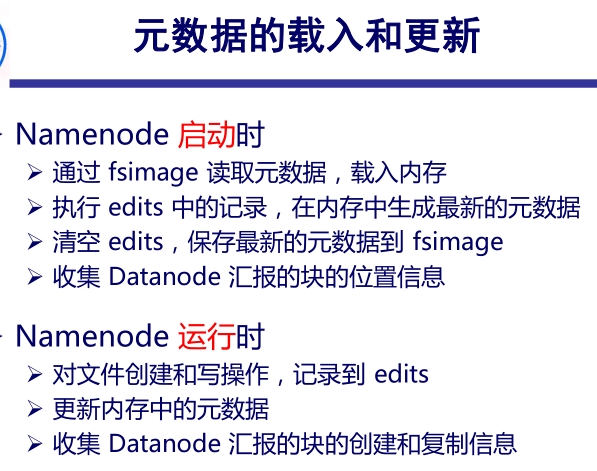 元数据的载入和更新
Namenode 启动时
通过 fsimage 读取元数据，载入内存
执行 edits 中的记录，在内存中生成最新的元数据
清空 edits，保存最新的元数据到 fsimage
收集 Datanode 汇报的块的位置信息
Namenode 运行时
对文件创建和写操作，记录到 edits
更新内存中的元数据
收集 Datanode 汇报的块的创建和复制信息